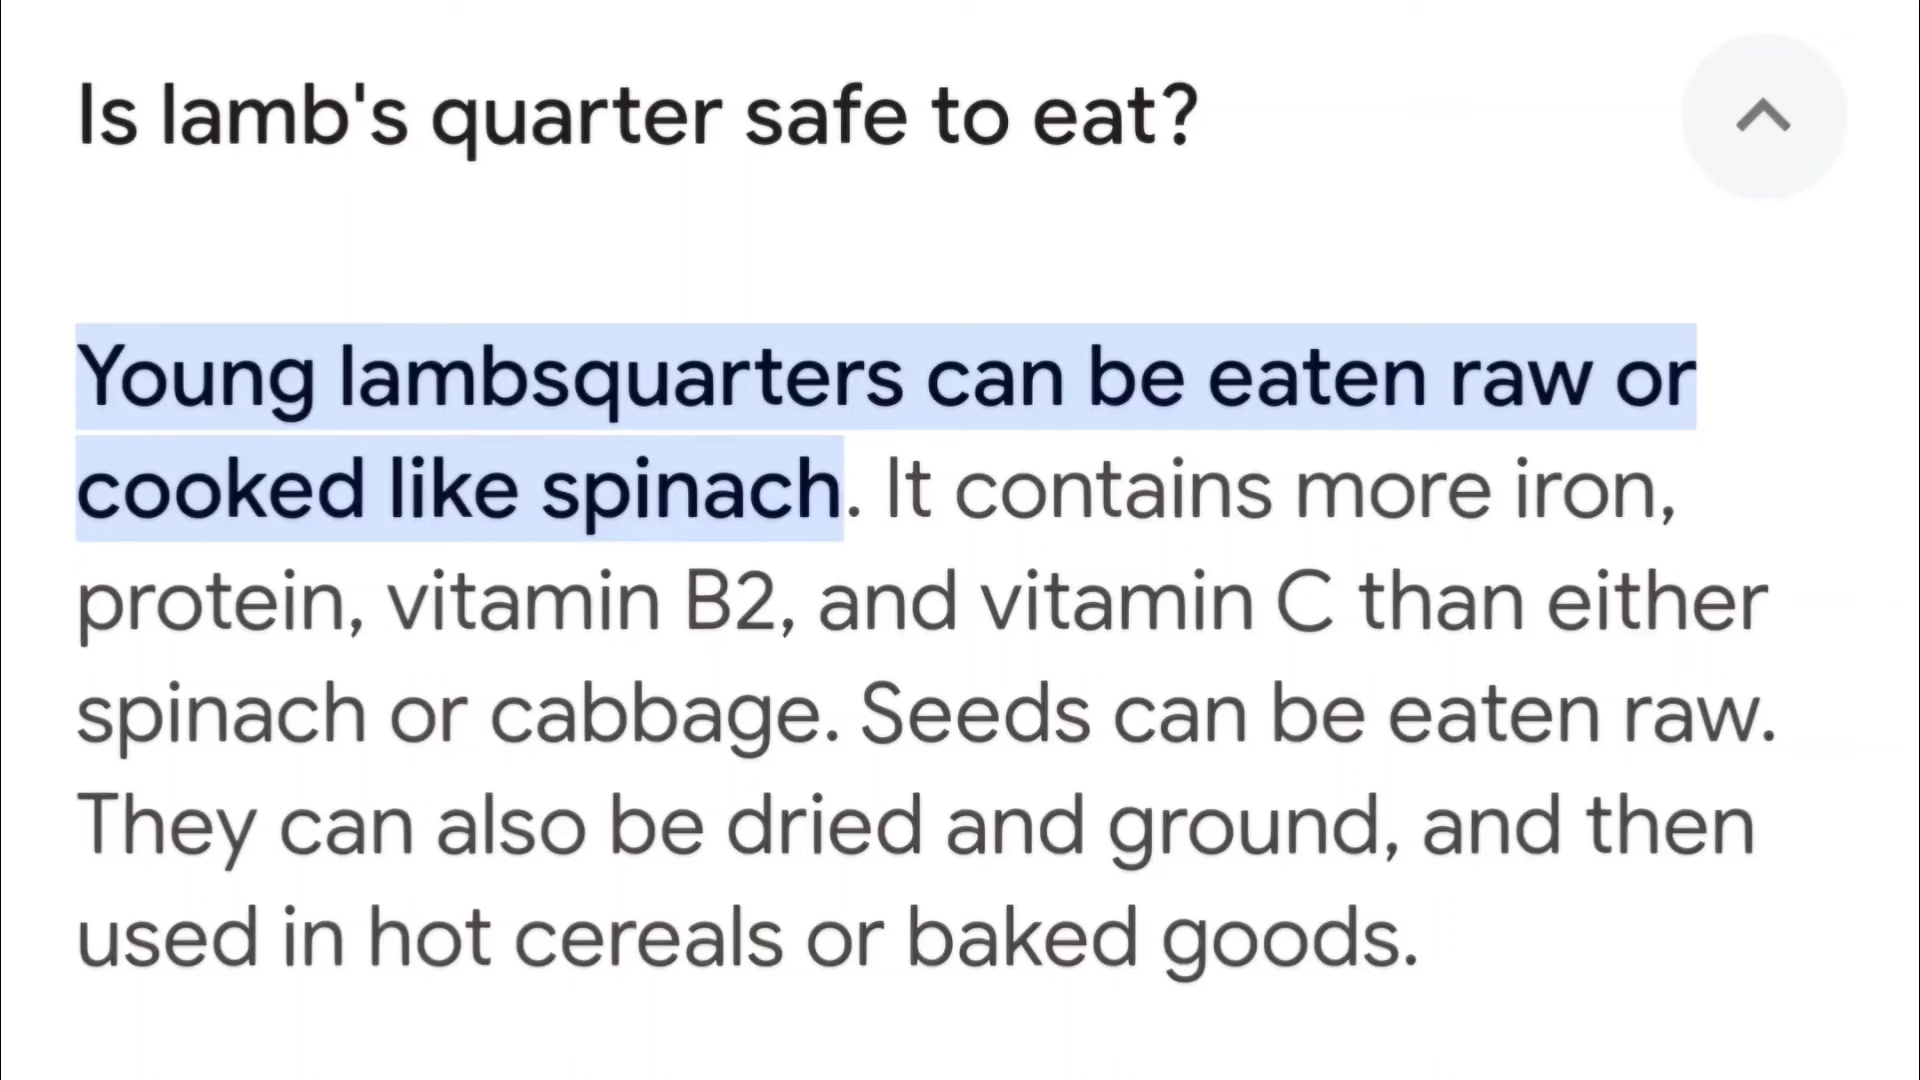 Is lamb's quarter safe to eat?
Young lambsquarters can be eaten raw or
cooked like spinach. It contains more iron,
protein, vitamin B2, and vitamin C than either
spinach or cabbage. Seeds can be eaten raw.
They can also be dried and ground, and then
used in hot cereals or baked goods.